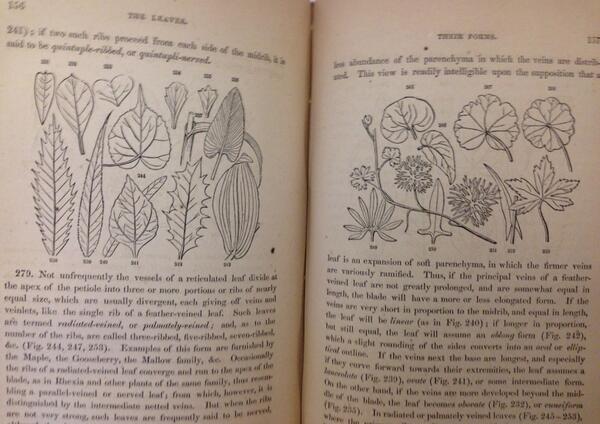 156
THE LEAVES.
241); if two such ribs proceed from each side of the midrib, it is
said to be quintuple-ribbed, or quintupli-nerved.
244
279. Not unfrequently the vessels of a reticulated leaf divide at
the apex of the petiole into three or more portions or ribs of nearly
equal size, which are usually divergent, each giving off veins and
veinlets, like the single rib of a feather-veined leaf. Such leaves
are termed radiated-veined, or palmately-veined; and, as to the
number of the ribs, are called three-ribbed, five-ribbed, seven-ribbed,
&c. (Fig. 244, 247, 253). Examples of this form are furnished by
the Maple, the Gooseberry, the Mallow family, &c. Occasionally
the ribs of a radiated-veined leaf converge and run to the apex of the
blade, as in Rhexia and other plants of the same family, thus resem-
bling a parallel-veined or nerved leaf; from which, however, it is
distinguished by the intermediate netted veins. But when the ribs
are not very strong, such leaves are frequently said to be nerved,
THEIR FORMS.
157
less abundance of the parenchyma in which the veins are distrib-
uted. This view is readily intelligible upon the supposition that a
leaf is an expansion of soft parenchyma, in which the firmer veins
are variously ramified. Thus, if the principal veins of a feather-
veined leaf are not greatly prolonged, and are somewhat equal in
length, the blade will have a more or less elongated form. If the
veins are very short in proportion to the midrib, and equal in length,
the leaf will be linear (as in Fig. 240); if longer in proportion,
but still equal, the leaf will assume an oblong form (Fig. 242),
which a slight rounding of the sides converts into an oval or ellip-
tical outline. If the veins next the base are longest, and especially
if they curve forward towards their extremities, the leaf assumes a
lanceolate (Fig. 239), ovate (Fig. 241), or some intermediate form.
On the other hand, if the veins are more developed beyond the mid-
dle of the blade, the leaf becomes obovate (Fig. 232), or cuneiform
(Fig. 235). In radiated or palmately veined leaves (Fig. 245–253),